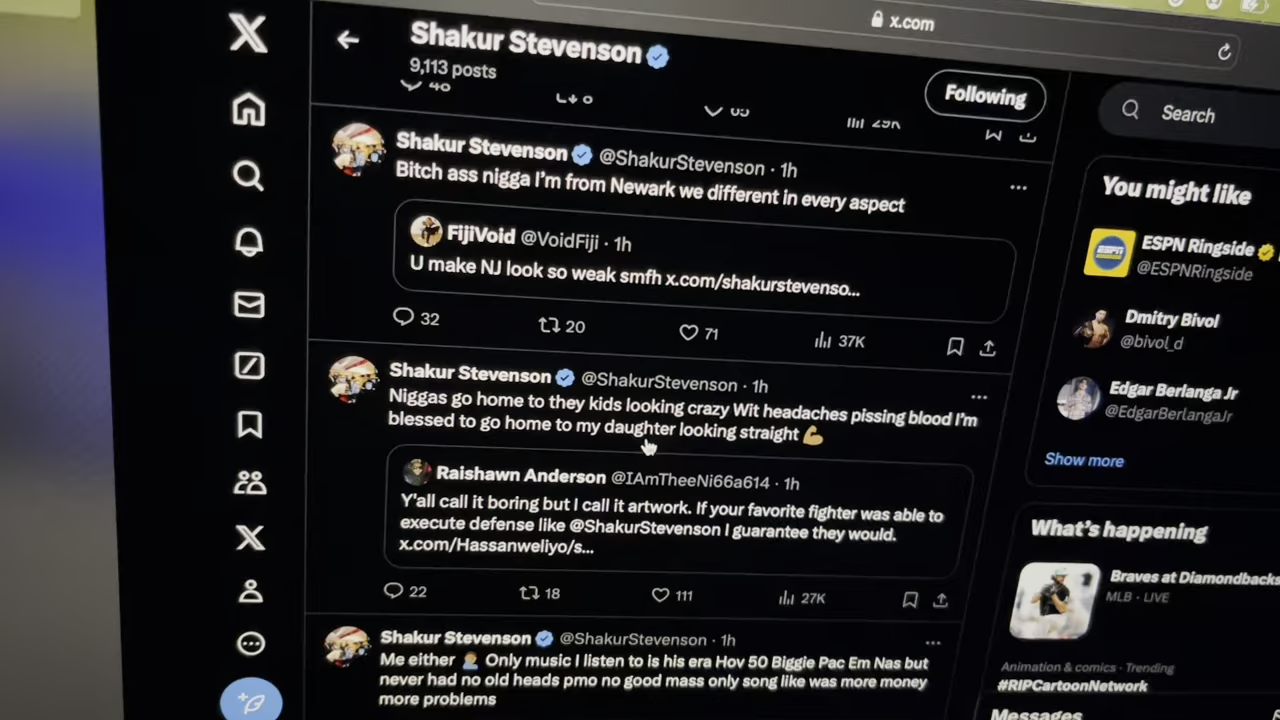 x.com
Shakur Stevenson
9,113 posts
Following
Search
Shakur Stevenson @ShakurStevenson · 1h
Bitch ass nigga I'm from Newark we different in every aspect
FijiVoid @VoidFiji · 1h
U make NJ look so weak smfh x.com/shakurstevenso...
32 20 71 37K
Shakur Stevenson @ShakurStevenson · 1h
Niggas go home to they kids looking crazy Wit headaches pissing blood I'm
blessed to go home to my daughter looking straight 💪
Raishawn Anderson @IAmTheeNi66a614 · 1h
Y'all call it boring but I call it artwork. If your favorite fighter was able to
execute defense like @ShakurStevenson I guarantee they would.
x.com/Hassanweliyo/s...
22 18 111 27K
Shakur Stevenson @ShakurStevenson · 1h
Me either 🤦🏽‍♂️ Only music I listen to is his era Hov 50 Biggie Pac Em Nas but
never had no old heads pmo no good mass only song like was more money
more problems
You might like
ESPN Ringside
@ESPNRingside
Dmitry Bivol
@bivol_d
Edgar Berlanga Jr
@EdgarBerlangaJr
Show more
What's happening
Braves at Diamondbacks
MLB · LIVE
Animation & comics · Trending
#RIPCartoonNetwork
Messages